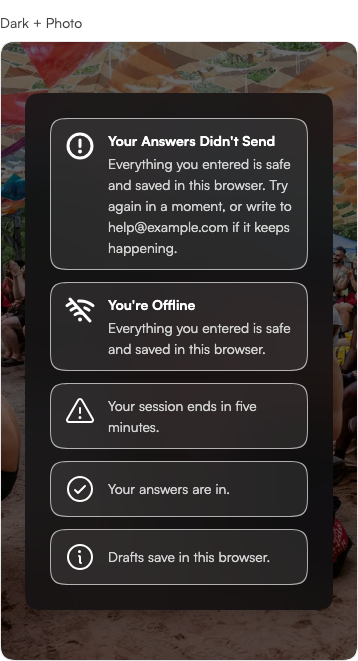 Dark + Photo
Your Answers Didn't Send
Everything you entered is safe
and saved in this browser. Try
again in a moment, or write to
help@example.com if it keeps
happening.
You're Offline
Everything you entered is safe
and saved in this browser.
Your session ends in five
minutes.
Your answers are in.
Drafts save in this browser.